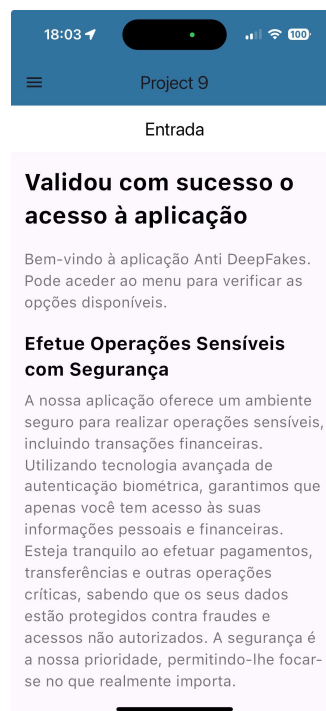 18:03
100
Project 9
Entrada
Validou com sucesso o
acesso à aplicação
Bem-vindo à aplicação Anti DeepFakes.
Pode aceder ao menu para verificar as
opções disponíveis.
Efetue Operações Sensíveis
com Segurança
A nossa aplicação oferece um ambiente
seguro para realizar operações sensíveis,
incluindo transações financeiras.
Utilizando tecnologia avançada de
autenticação biométrica, garantimos que
apenas você tem acesso às suas
informações pessoais e financeiras.
Esteja tranquilo ao efetuar pagamentos,
transferências e outras operações
críticas, sabendo que os seus dados
estão protegidos contra fraudes e
acessos não autorizados. A segurança é
a nossa prioridade, permitindo-lhe focar-
se no que realmente importa.